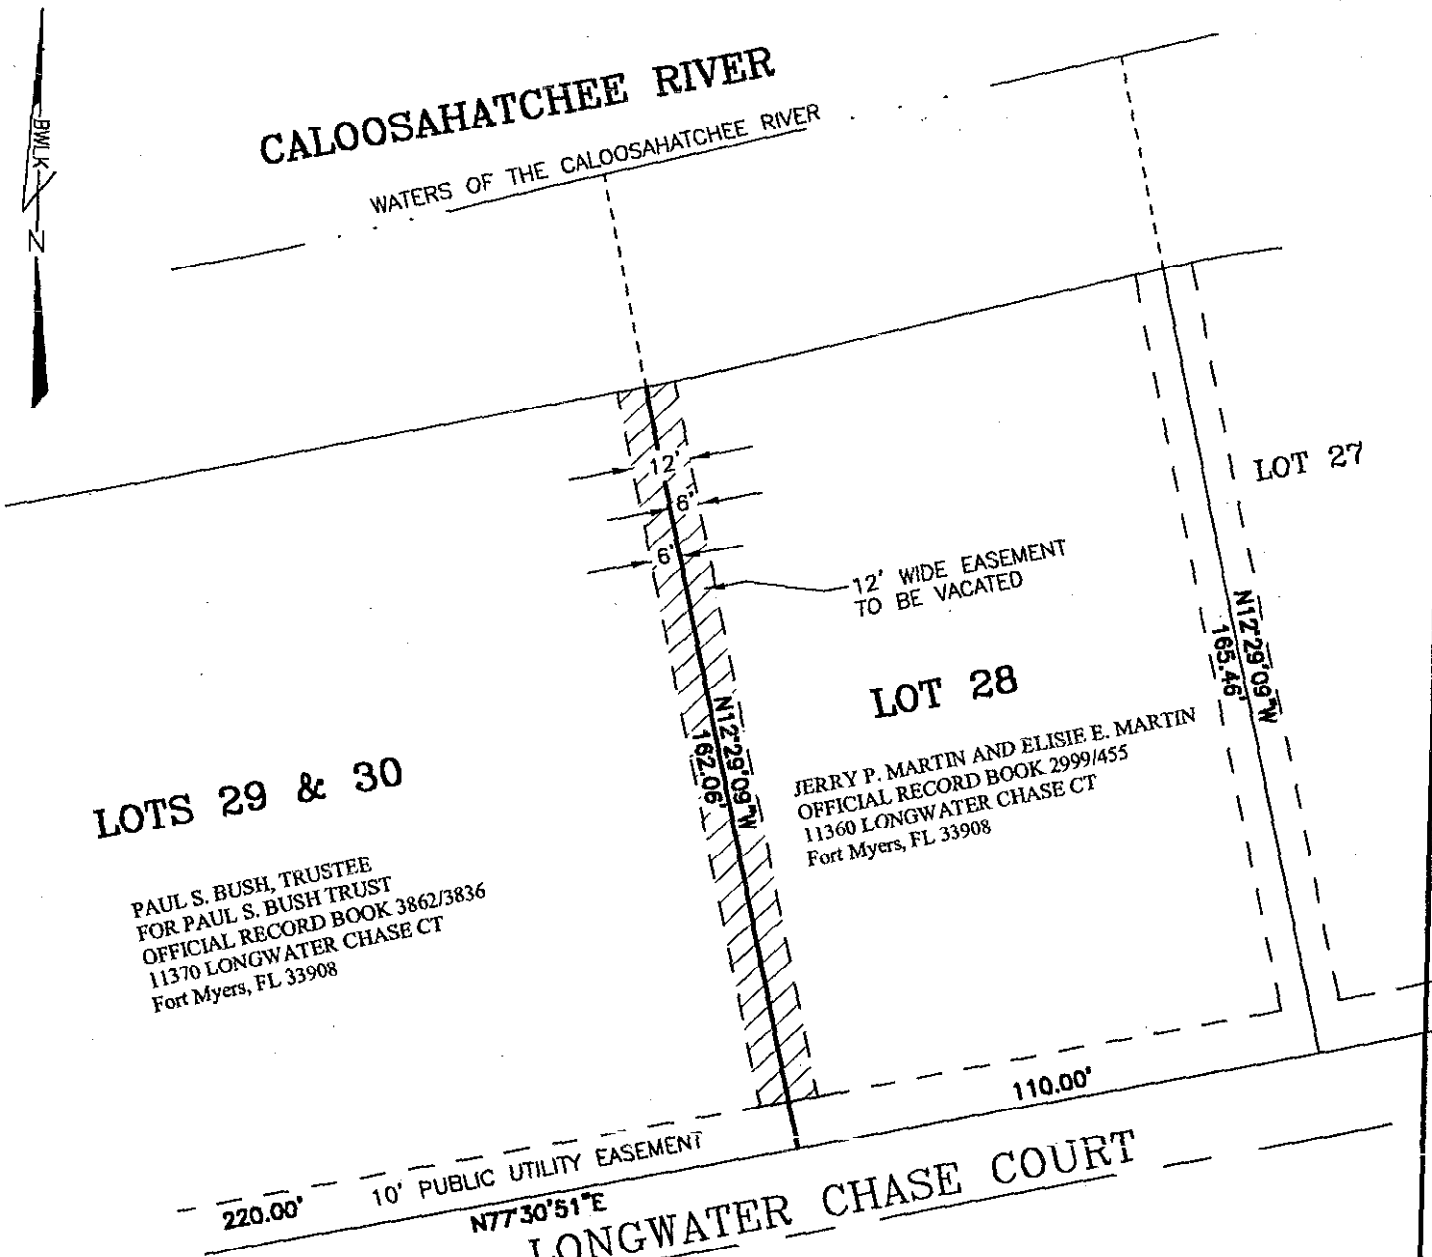 CALOOSAHATCHEE RIVER
WATERS OF THE CALOOSAHATCHEE RIVER
BWLK
N
12'
6'
6'
12' WIDE EASEMENT
TO BE VACATED
LOT 27
LOT 28
JERRY P. MARTIN AND ELISIE E. MARTIN
OFFICIAL RECORD BOOK 2999/455
11360 LONGWATER CHASE CT
Fort Myers, FL 33908
N12°29'09"W
165.46'
N12°29'09"W
162.06'
LOTS 29 & 30
PAUL S. BUSH, TRUSTEE
FOR PAUL S. BUSH TRUST
OFFICIAL RECORD BOOK 3862/3836
11370 LONGWATER CHASE CT
Fort Myers, FL 33908
110.00'
10' PUBLIC UTILITY EASEMENT
220.00'
N77°30'51"E
LONGWATER CHASE COURT